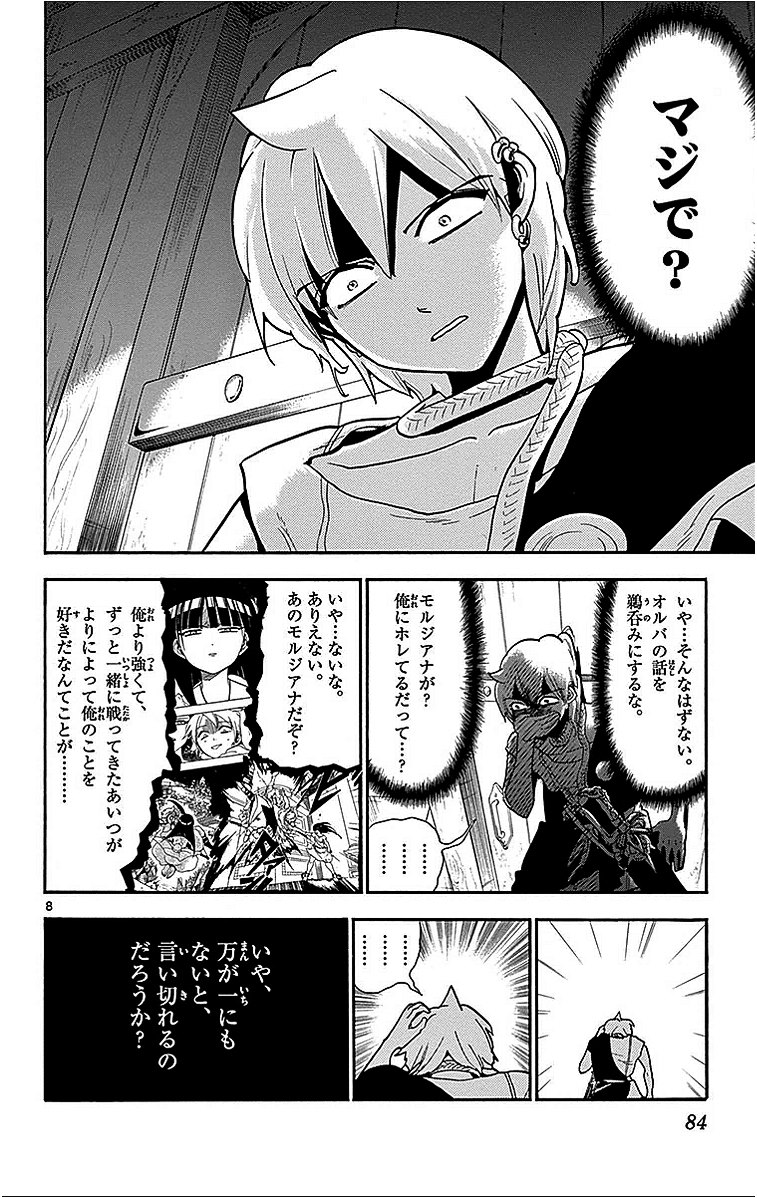 マジで？
いや…そんなはずない。
オルバの話を
鵜呑みにするな。
モルジアナが？
俺にホレてるだって…？
………
いや…ないな。
ありえない。
あのモルジアナだぞ？
俺より強くて、
ずっと一緒に戦ってきたあいつが
よりによって俺のことを
好きだなんてことが………
8
………
いや、
万が一にも
ないと、
言い切れるの
だろうか？
84